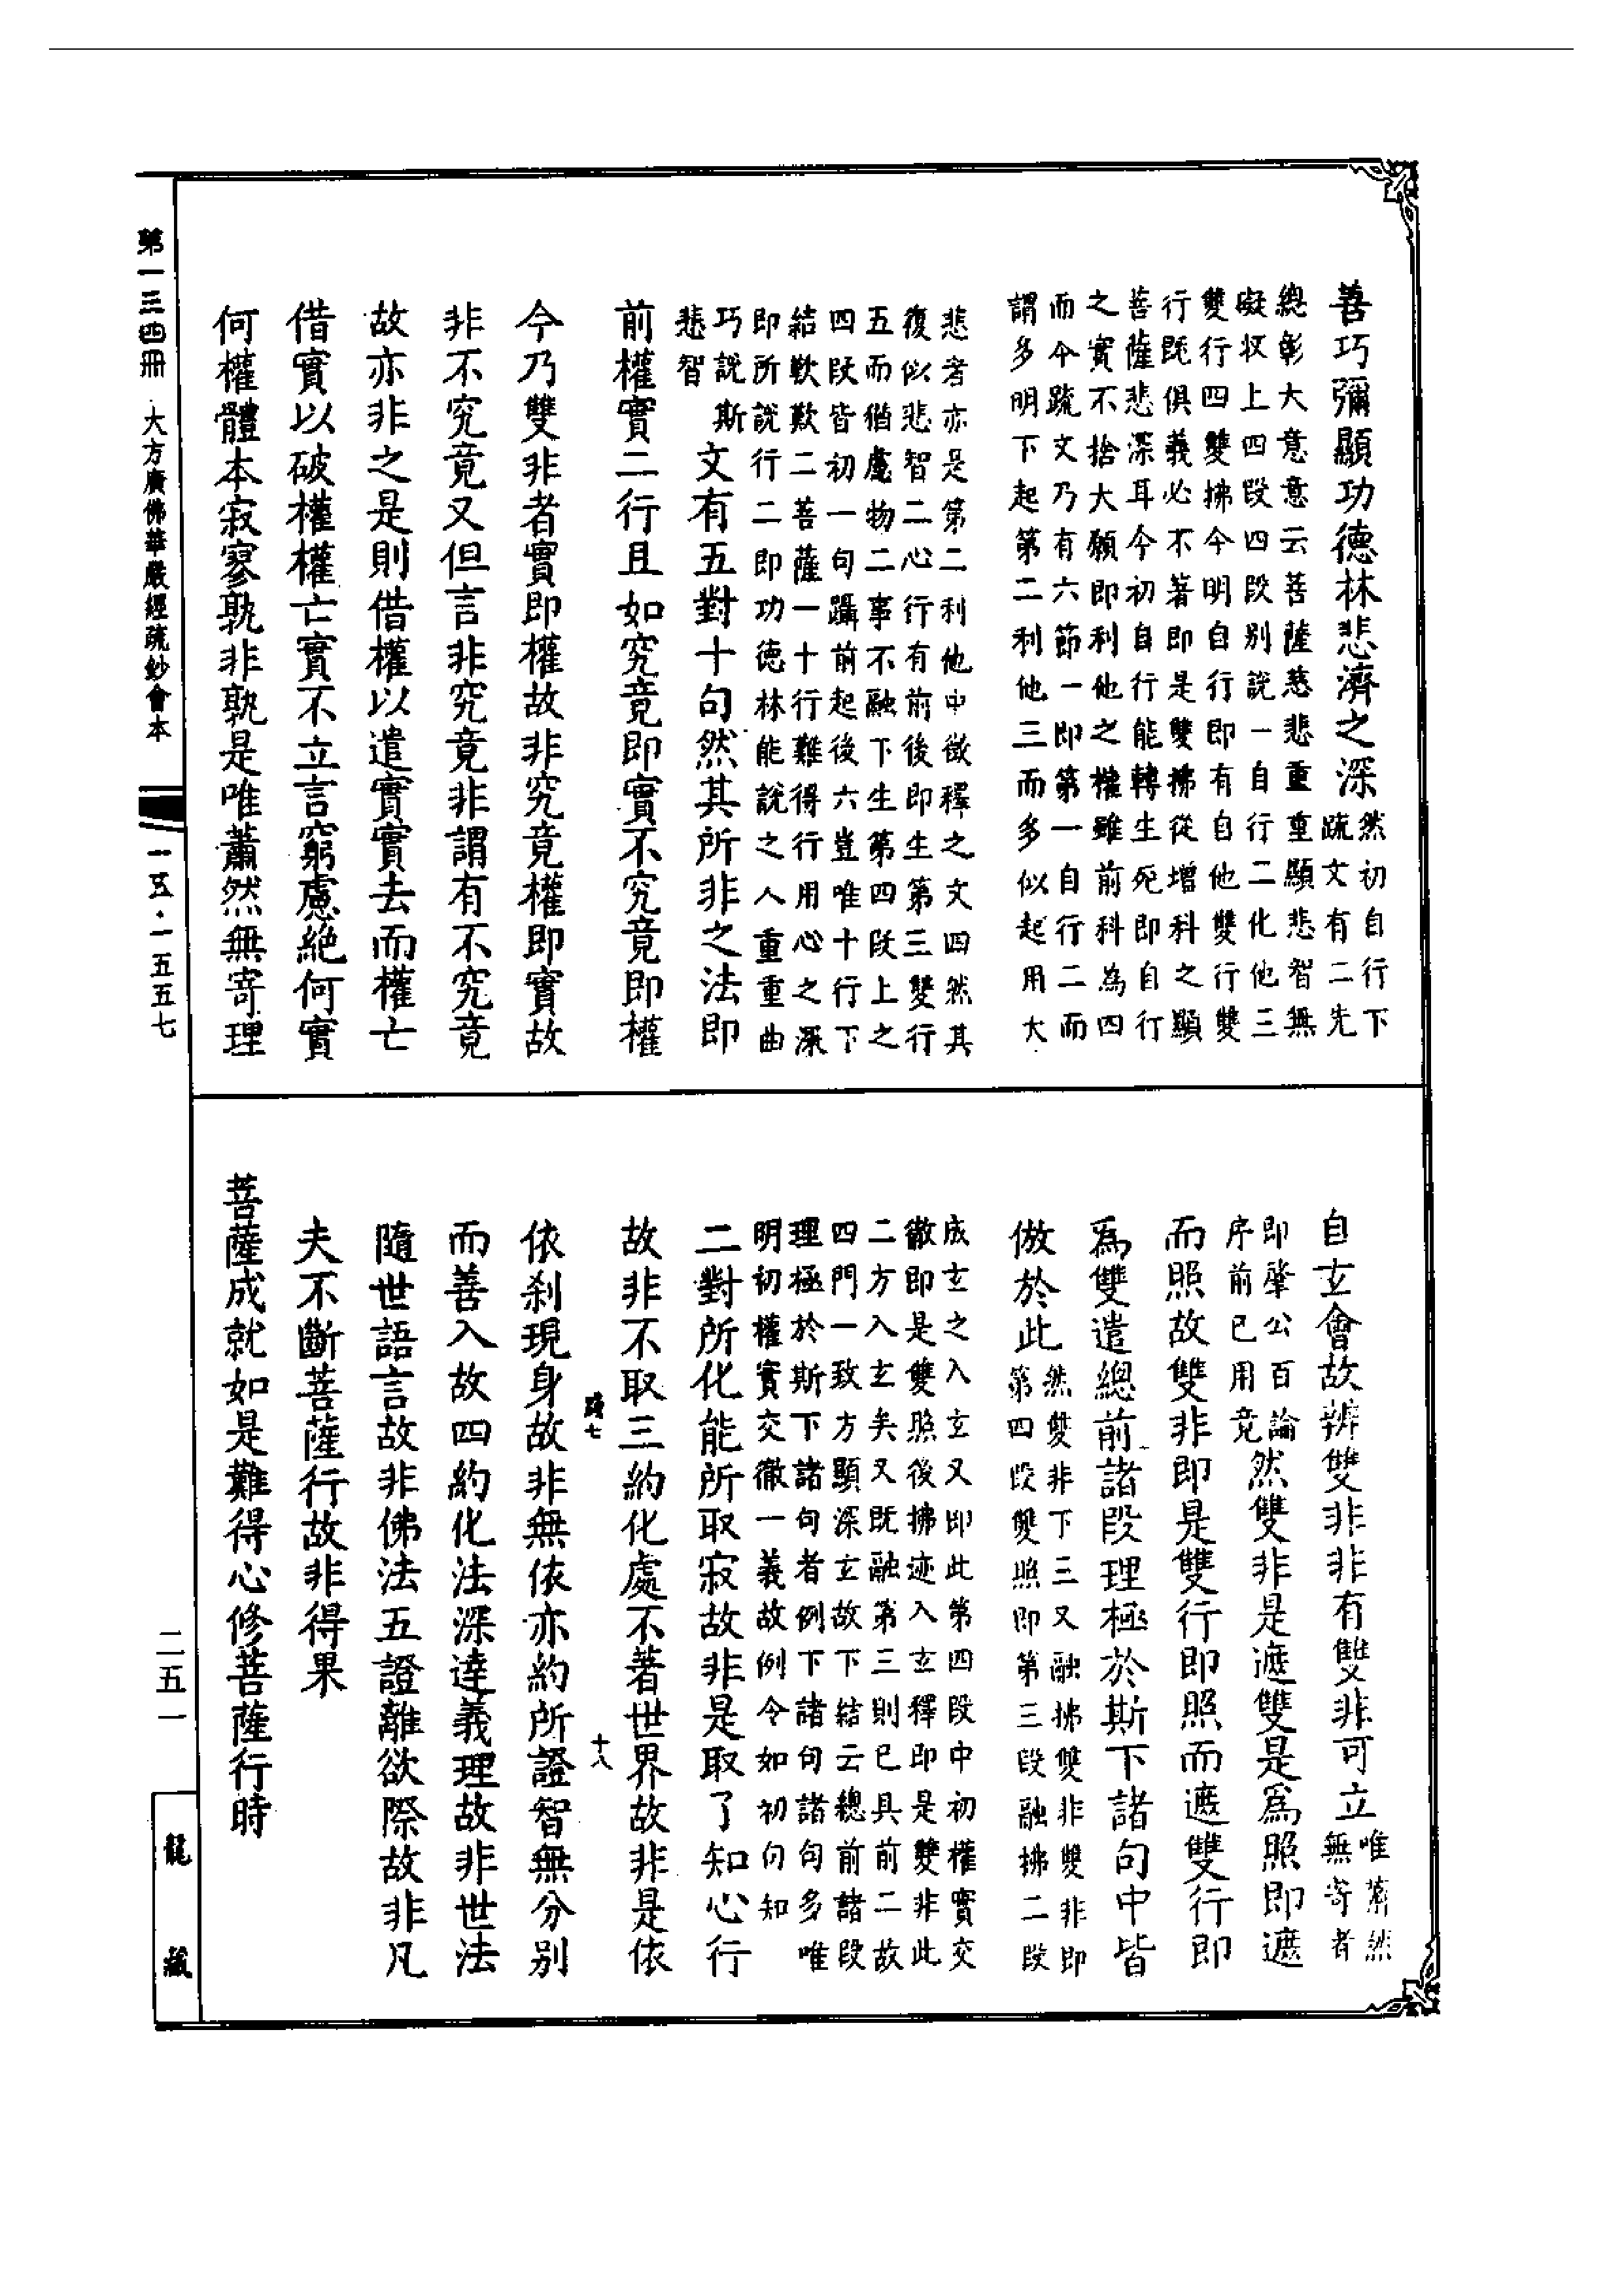 善巧彌顯功德林悲濟之深然初自行下
疏文有二先
總彰大意意云菩薩慈悲重重顯悲智無
礙捉上四段四段別說一自行二化他三
雙行四雙拂今明自行即有自他雙行雙
行既俱義必不著即是雙拂從增科之顯
菩薩悲深耳今初自行能轉生死即自行
之實不捨大願即利他之權雖前科為四
而今疏文乃有六節一即第一自行二而
謂多明下起第二利他三而多似起用大
悲者亦是第二利他中徵釋之文四然其
復似悲智二心行有前後即生第三雙行
五而猶慮物二事不融下生第四段上之
四段皆初一句躡前起後六豈唯十行下
結歎歎二菩薩一十行難得行用心之深
即所說行二即功德林能說之人重重曲
巧說斯
悲智
文有五對十句然其所非之法即
前權實二行且如究竟即實不究竟即權
今乃雙非者實即權故非究竟權即實故
非不究竟又但言非究竟非謂有不究竟
故亦非之是則借權以遣實實去而權亡
借實以破權權亡實不立言窮慮絕何實
何權體本寂寥孰非孰是唯蕭然無寄理
自玄會故辨雙非非有雙非可立唯蕭然
無寄者
即肇公百論
序前已用竟
然雙非是遮雙是為照即遮
而照故雙非即是雙行即照而遮雙行即
為雙遣總前諸段理極於斯下諸句中皆
倣於此然雙非下三又融拂雙非雙非即
第四段雙照即第三段融拂二段
成玄之入玄又即此第四段中初權實交
徹即是雙照後拂迹入玄釋即是雙非此
二方入玄矣又既融第三則已具前二故
四門一致方顯深玄故下結云總前諸段
理極於斯下諸句者例下諸句諸句多唯
明初權實交徹一義故例令如初句知
二對所化能所取寂故非是取了知心行
故非不取三約化處不著世界故非是依
依刹現身故非無依亦約所證智無分別
而善入故四約化法深達義理故非世法
隨世語言故非佛法五證離欲際故非凡
夫不斷菩薩行故非得果
菩薩成就如是難得心修菩薩行時
疏七
十八
第一三四冊 大方廣佛華嚴經疏鈔會本
一五·一五五七
二五一
龍藏